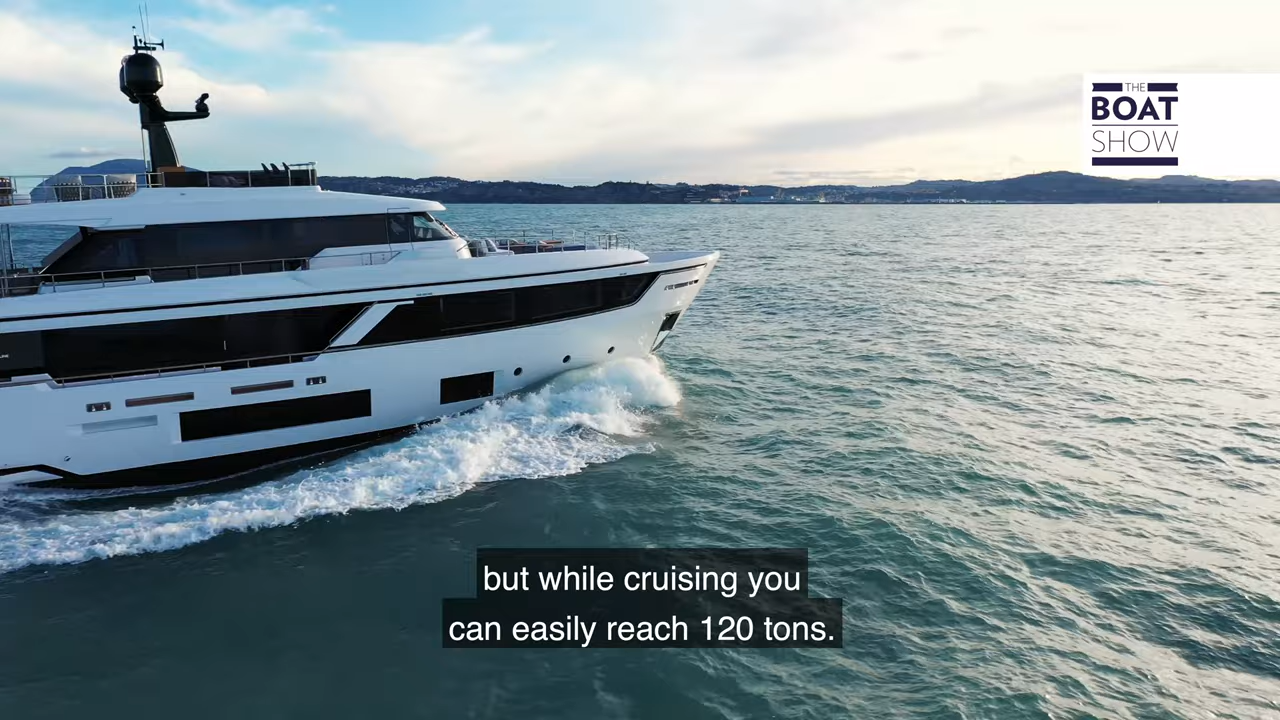 THE
BOAT
SHOW
but while cruising you
can easily reach 120 tons.